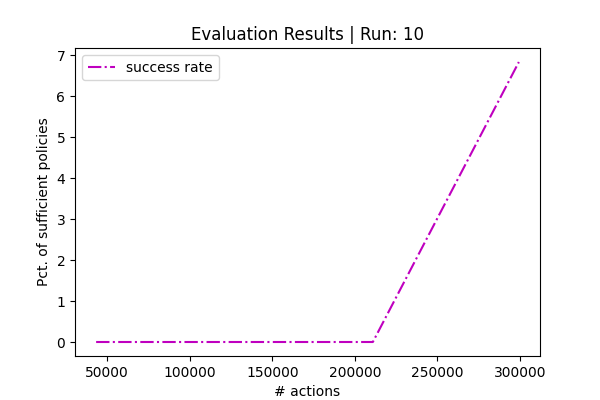 Evaluation Results | Run: 10
success rate
Pct. of sufficient policies
7
6
5
4
3
2
1
0
50000 100000 150000 200000 250000 300000
# actions